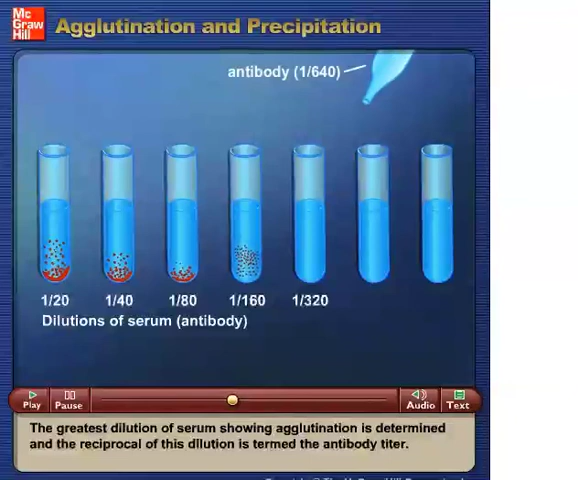 Mc
Graw
Hill
Agglutination and Precipitation
antibody (1/640)
1/20 1/40 1/80 1/160 1/320
Dilutions of serum (antibody)
Play Pause Audio Text
The greatest dilution of serum showing agglutination is determined
and the reciprocal of this dilution is termed the antibody titer.